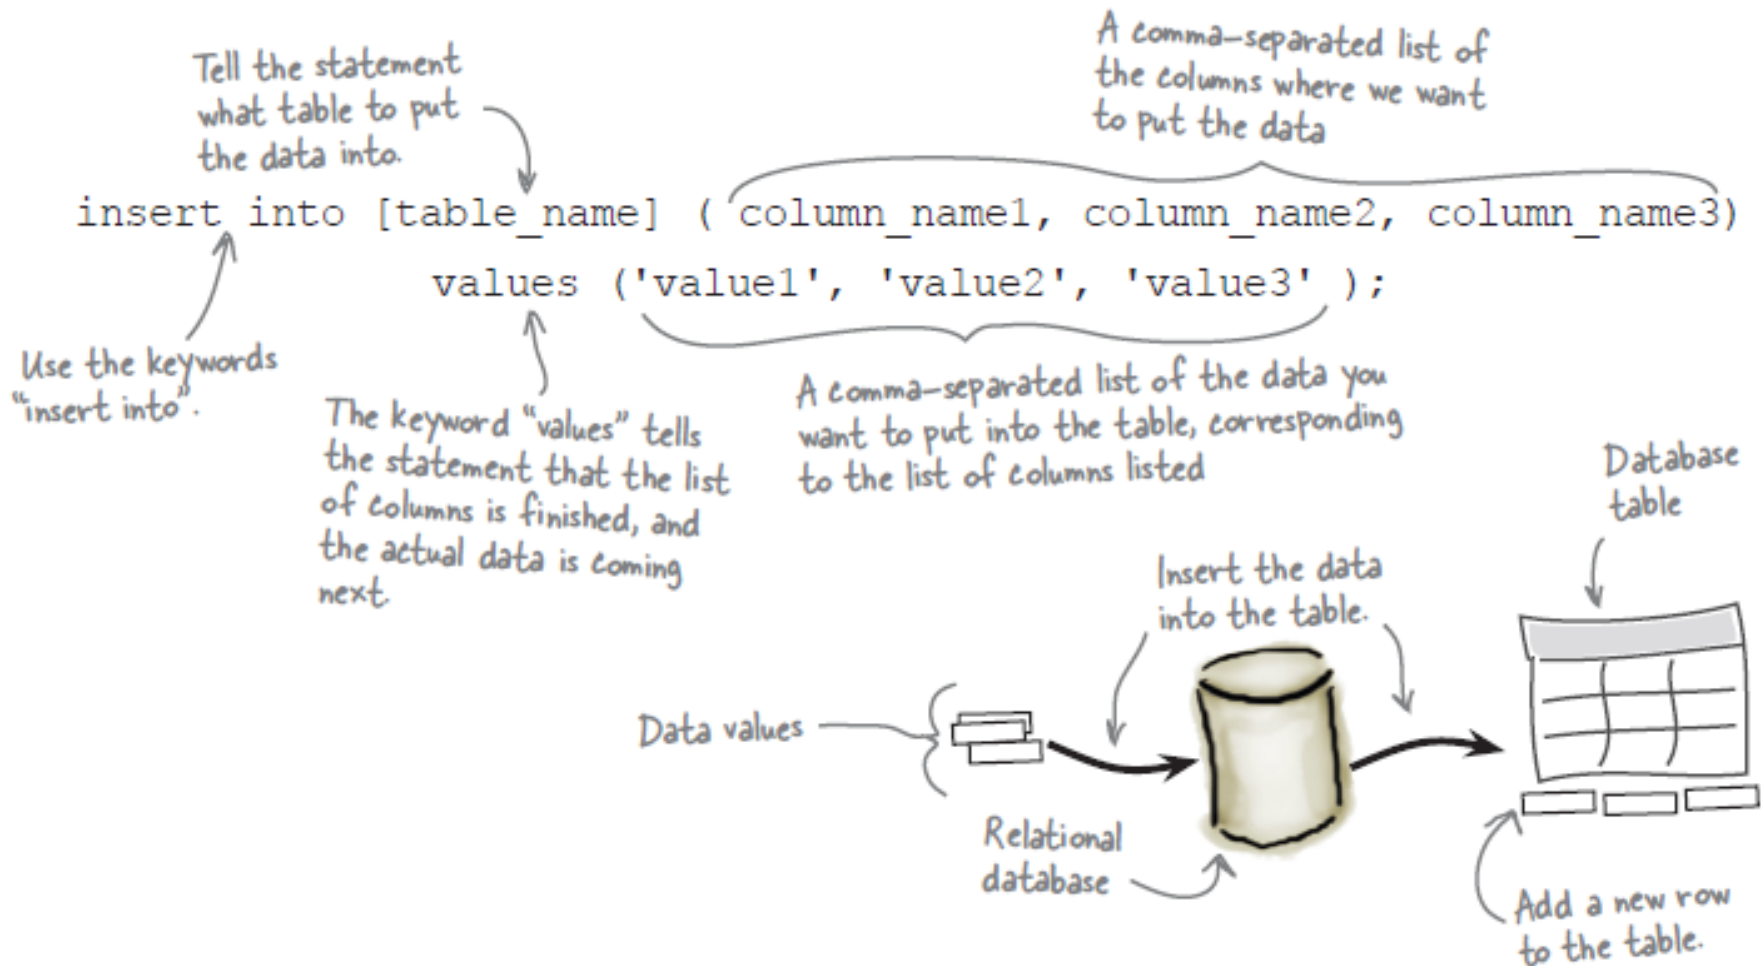 Tell the statement
what table to put
the data into.
A comma-separated list of
the columns where we want
to put the data
insert into [table_name] ( column_name1, column_name2, column_name3)
values ('value1', 'value2', 'value3' );
Use the keywords
"insert into".
The keyword "values" tells
the statement that the list
of columns is finished, and
the actual data is coming
next.
A comma-separated list of the data you
want to put into the table, corresponding
to the list of columns listed
Database
table
Insert the data
into the table.
Data values
Relational
database
Add a new row
to the table.